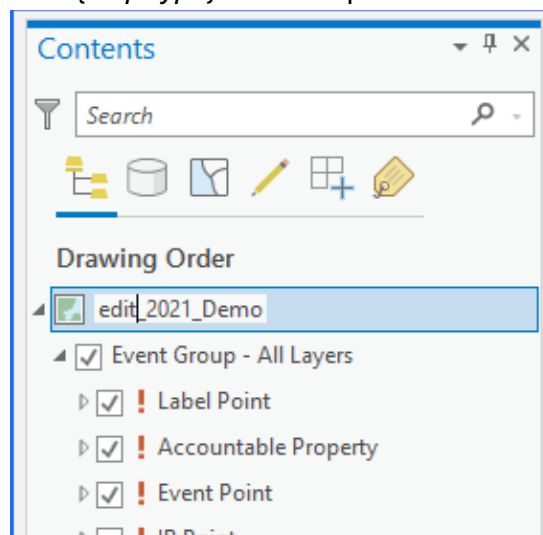 Contents
Search
Drawing Order
edit_2021_Demo
Event Group - All Layers
Label Point
Accountable Property
Event Point